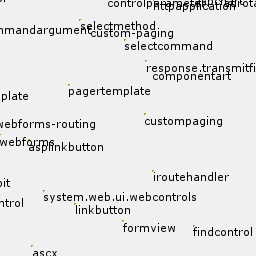 controlparameter
httpapplication
selectmethod
mmandargument
custom-paging
selectcommand
response.transmitfi
componentart
pagertemplate
plate
custompaging
webforms-routing
webforms
asplinkbutton
iroutehandler
bit
system.web.ui.webcontrols
ntrol
linkbutton
formview
findcontrol
ascx